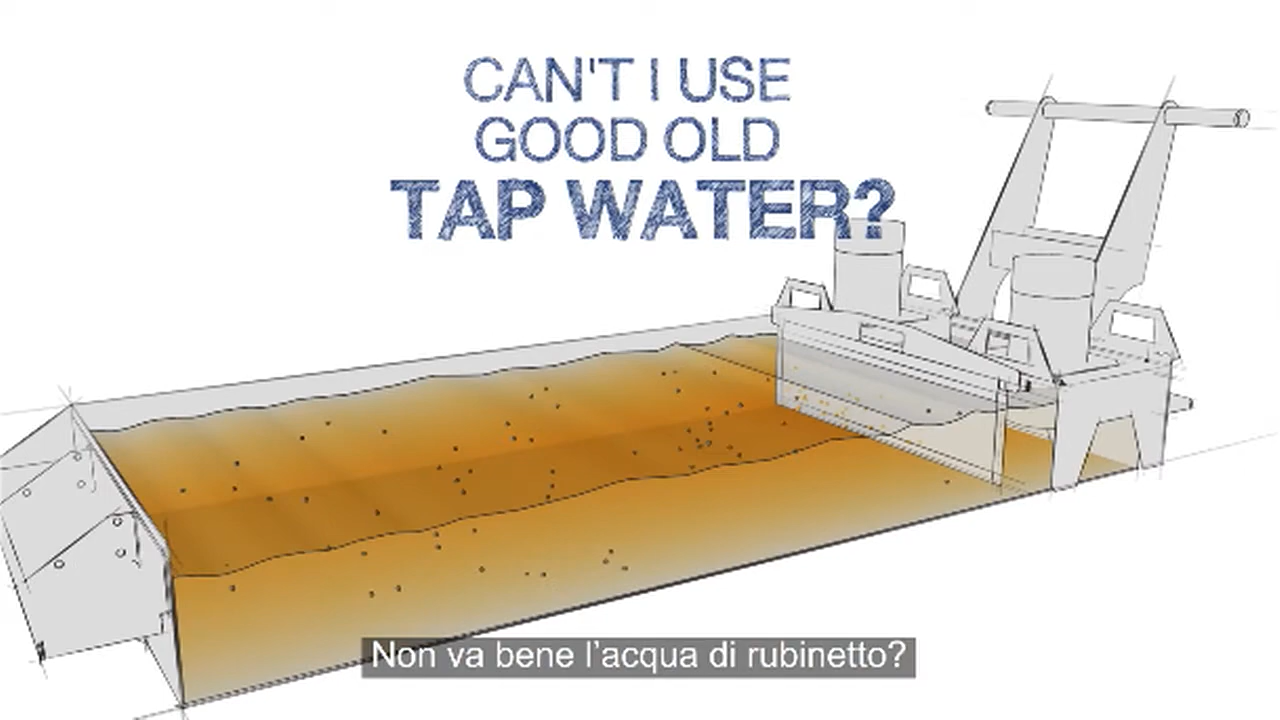 CAN'T I USE
GOOD OLD
TAP WATER?
Non va bene l'acqua di rubinetto?